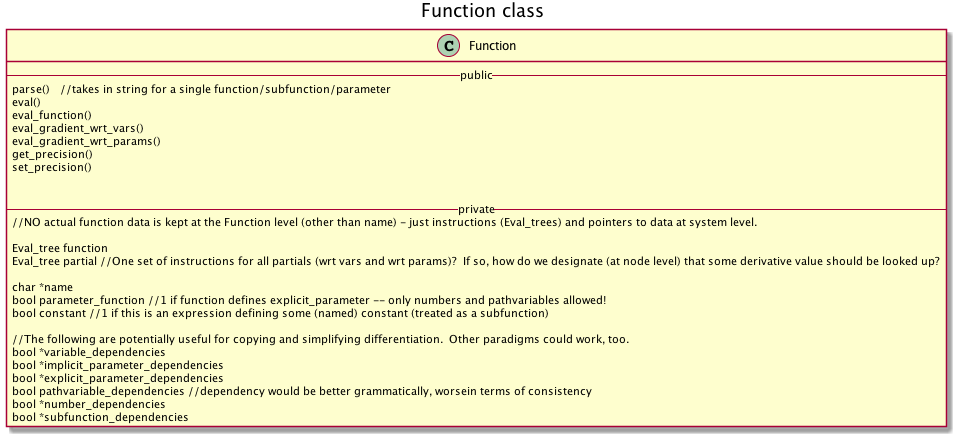 Function class
C Function
public
parse() //takes in string for a single function/subfunction/parameter
eval()
eval_function()
eval_gradient_wrt_vars()
eval_gradient_wrt_params()
get_precision()
set_precision()
private
//NO actual function data is kept at the Function level (other than name) - just instructions (Eval_trees) and pointers to data at system level.
Eval_tree function
Eval_tree partial //One set of instructions for all partials (wrt vars and wrt params)? If so, how do we designate (at node level) that some derivative value should be looked up?
char *name
bool parameter_function //1 if function defines explicit_parameter -- only numbers and pathvariables allowed!
bool constant //1 if this is an expression defining some (named) constant (treated as a subfunction)
//The following are potentially useful for copying and simplifying differentiation. Other paradigms could work, too.
bool *variable_dependencies
bool *implicit_parameter_dependencies
bool *explicit_parameter_dependencies
bool pathvariable_dependencies //dependency would be better grammatically, worsein terms of consistency
bool *number_dependencies
bool *subfunction_dependencies